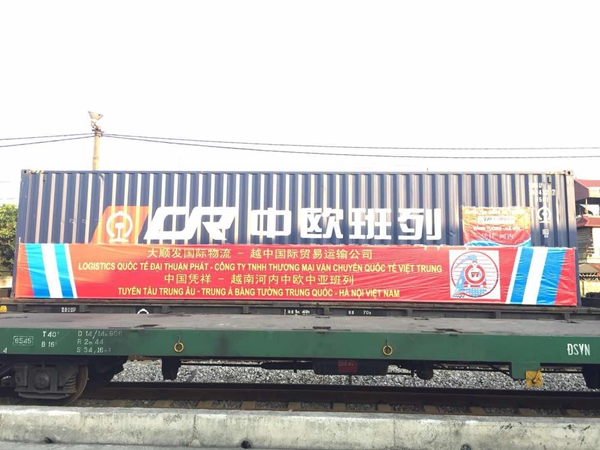 CR 中欧班列
大顺发国际物流 - 越中国际贸易运输公司
LOGISTICS QUỐC TẾ ĐẠI THUẬN PHÁT - CÔNG TY TNHH THƯƠNG MẠI VẬN CHUYỂN QUỐC TẾ VIỆT TRUNG
中国凭祥 - 越南河内中欧中亚班列
TUYẾN TÀU TRUNG ÂU - TRUNG Á BẰNG TƯỜNG TRUNG QUỐC - HÀ NỘI VIỆT NAM
T 40
B 16
ĐSVN